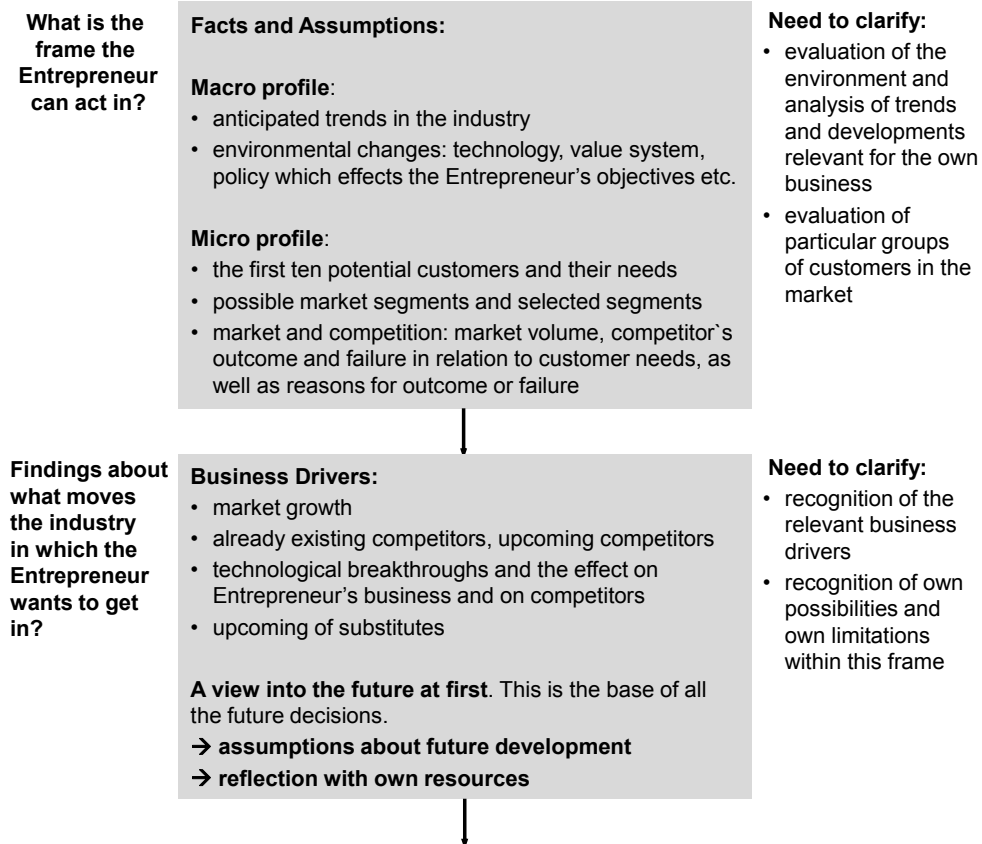 What is the
frame the
Entrepreneur
can act in?
Facts and Assumptions:
Macro profile:
• anticipated trends in the industry
• environmental changes: technology, value system,
policy which effects the Entrepreneur’s objectives etc.
Micro profile:
• the first ten potential customers and their needs
• possible market segments and selected segments
• market and competition: market volume, competitor`s
outcome and failure in relation to customer needs, as
well as reasons for outcome or failure
Need to clarify:
• evaluation of the
environment and
analysis of trends
and developments
relevant for the own
business
• evaluation of
particular groups
of customers in the
market
Findings about
what moves
the industry
in which the
Entrepreneur
wants to get
in?
Business Drivers:
• market growth
• already existing competitors, upcoming competitors
• technological breakthroughs and the effect on
Entrepreneur’s business and on competitors
• upcoming of substitutes
A view into the future at first. This is the base of all
the future decisions.
→ assumptions about future development
→ reflection with own resources
Need to clarify:
• recognition of the
relevant business
drivers
• recognition of own
possibilities and
own limitations
within this frame